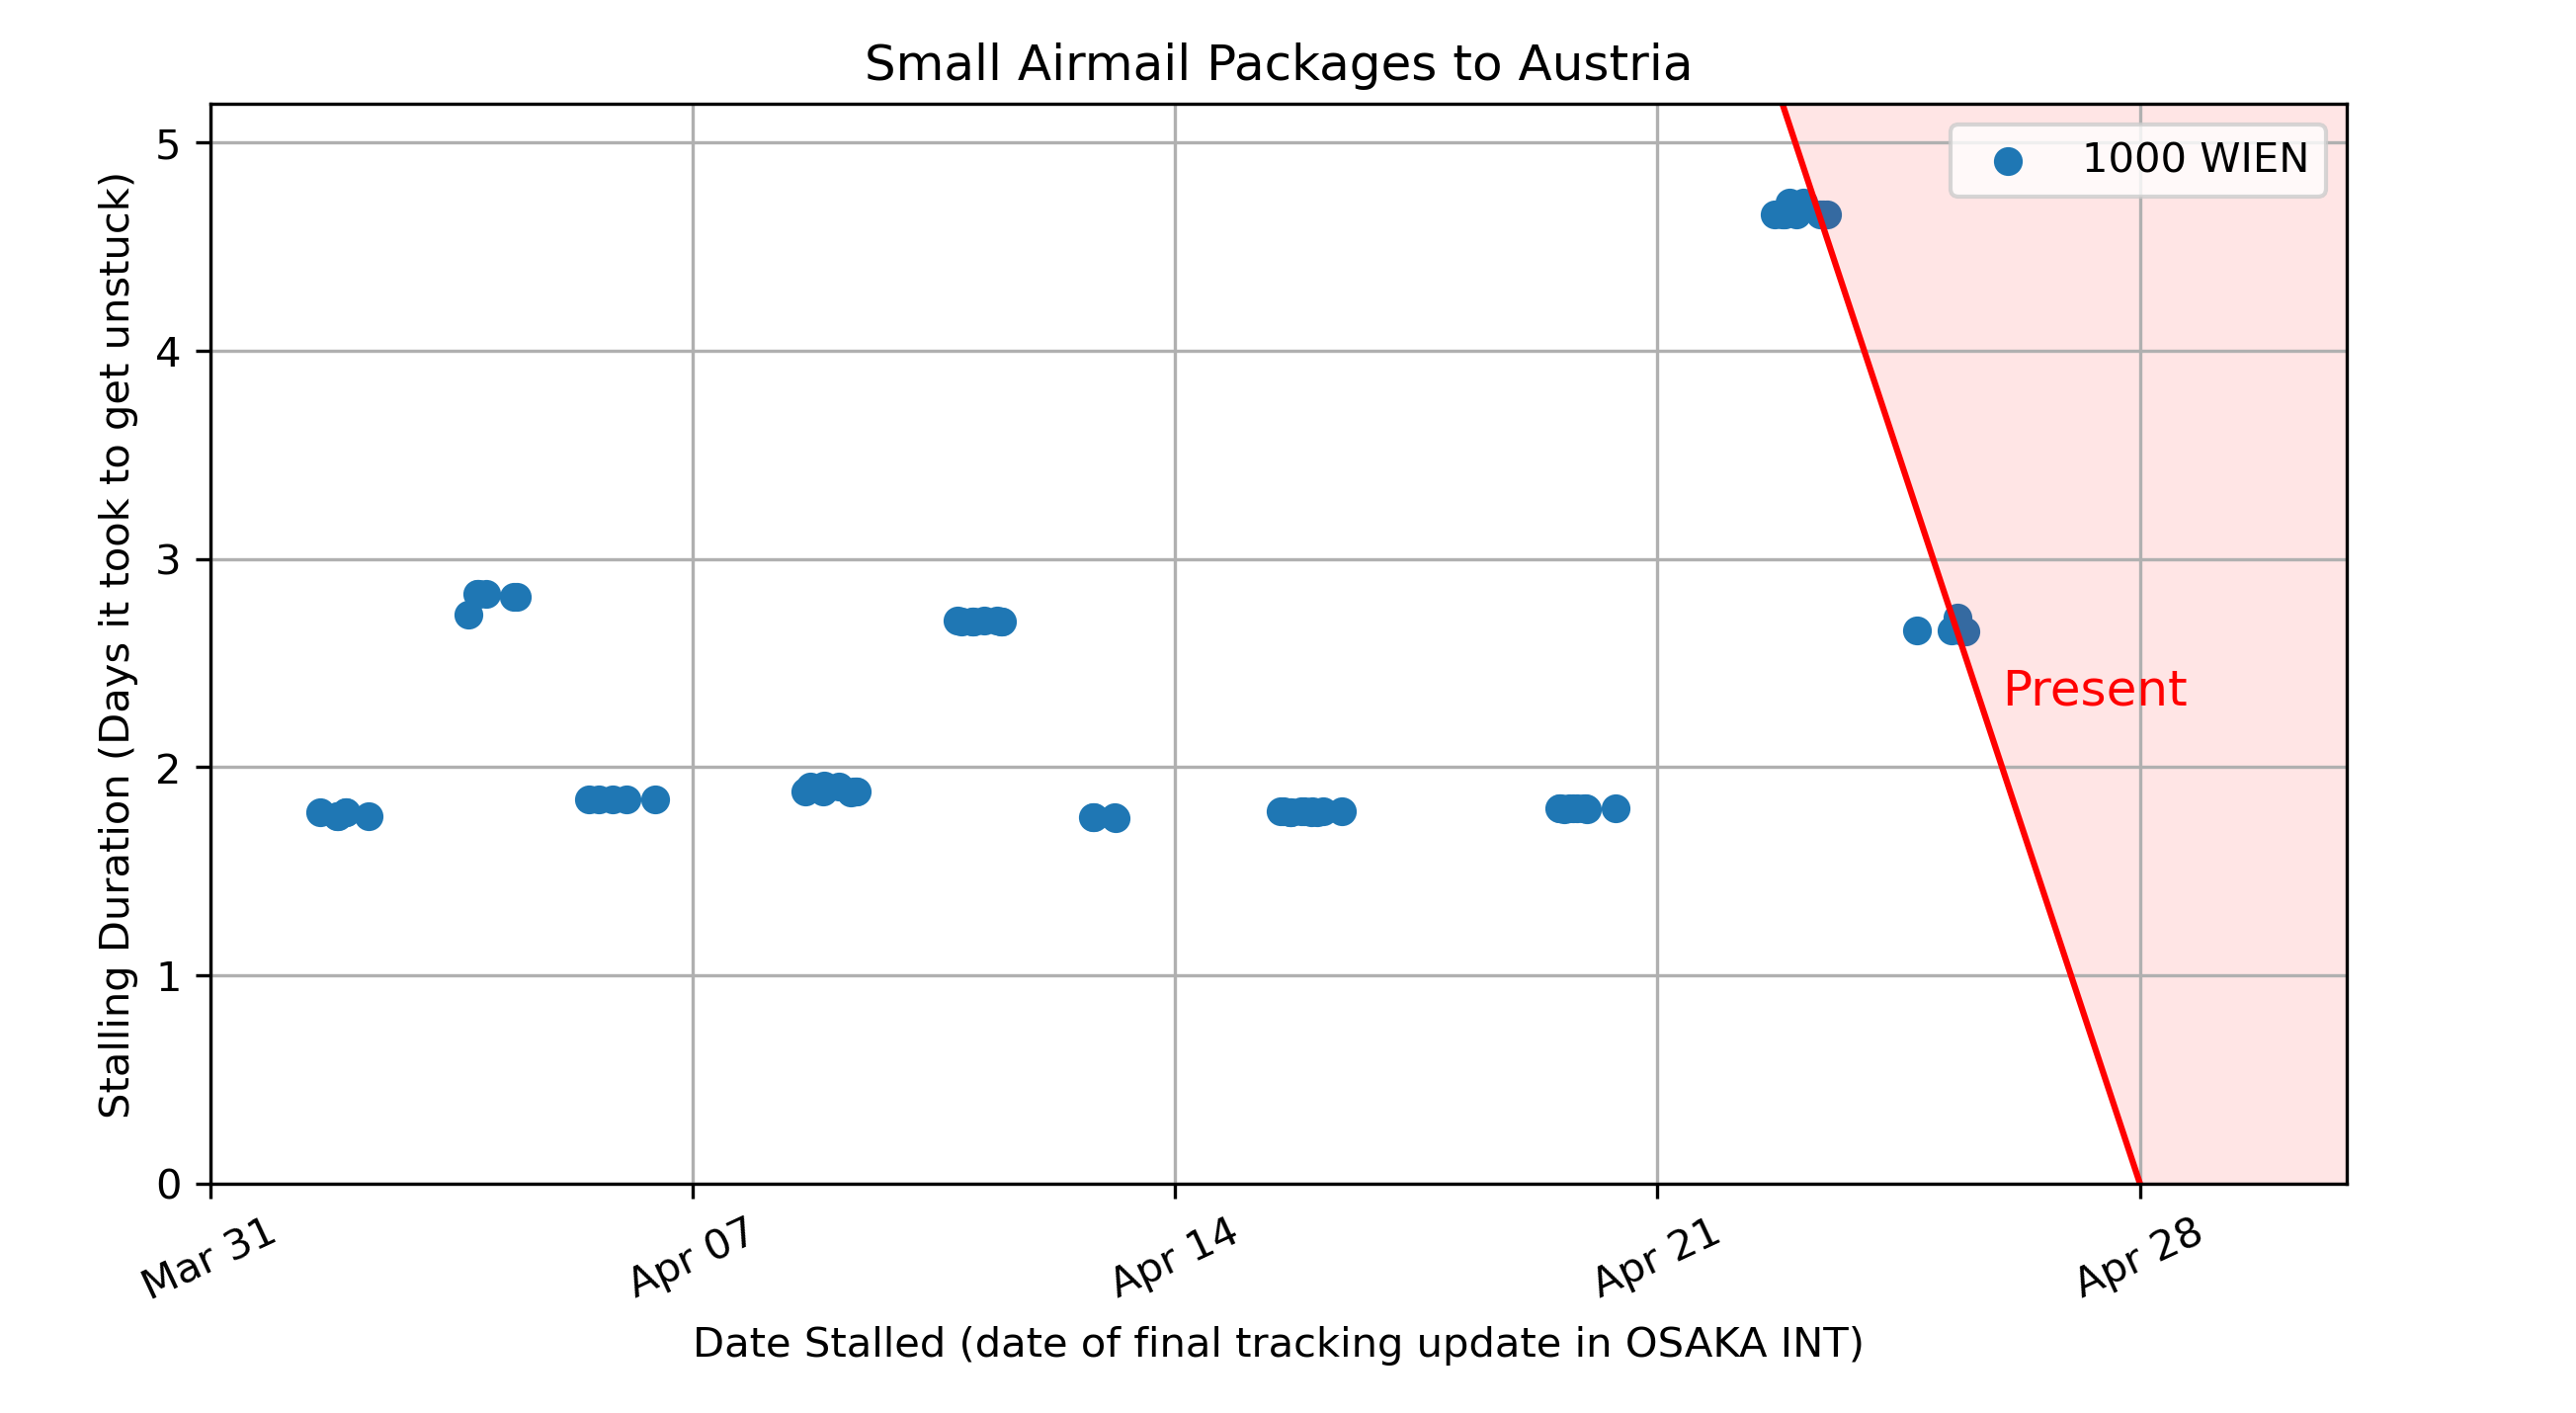 Small Airmail Packages to Austria
Stalling Duration (Days it took to get unstuck)
5
4
3
2
1
0
1000 WIEN
Present
Mar 31
Apr 07
Apr 14
Apr 21
Apr 28
Date Stalled (date of final tracking update in OSAKA INT)